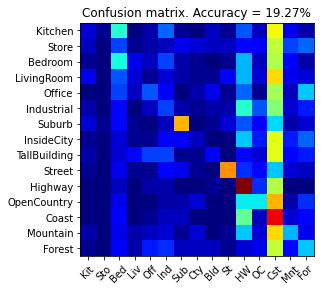 Confusion matrix. Accuracy = 19.27%
Kitchen
Store
Bedroom
LivingRoom
Office
Industrial
Suburb
InsideCity
TallBuilding
Street
Highway
OpenCountry
Coast
Mountain
Forest
Kit Sto Bed Liv Off Ind Sub Cty Bld St HW OC Cst Mnt For